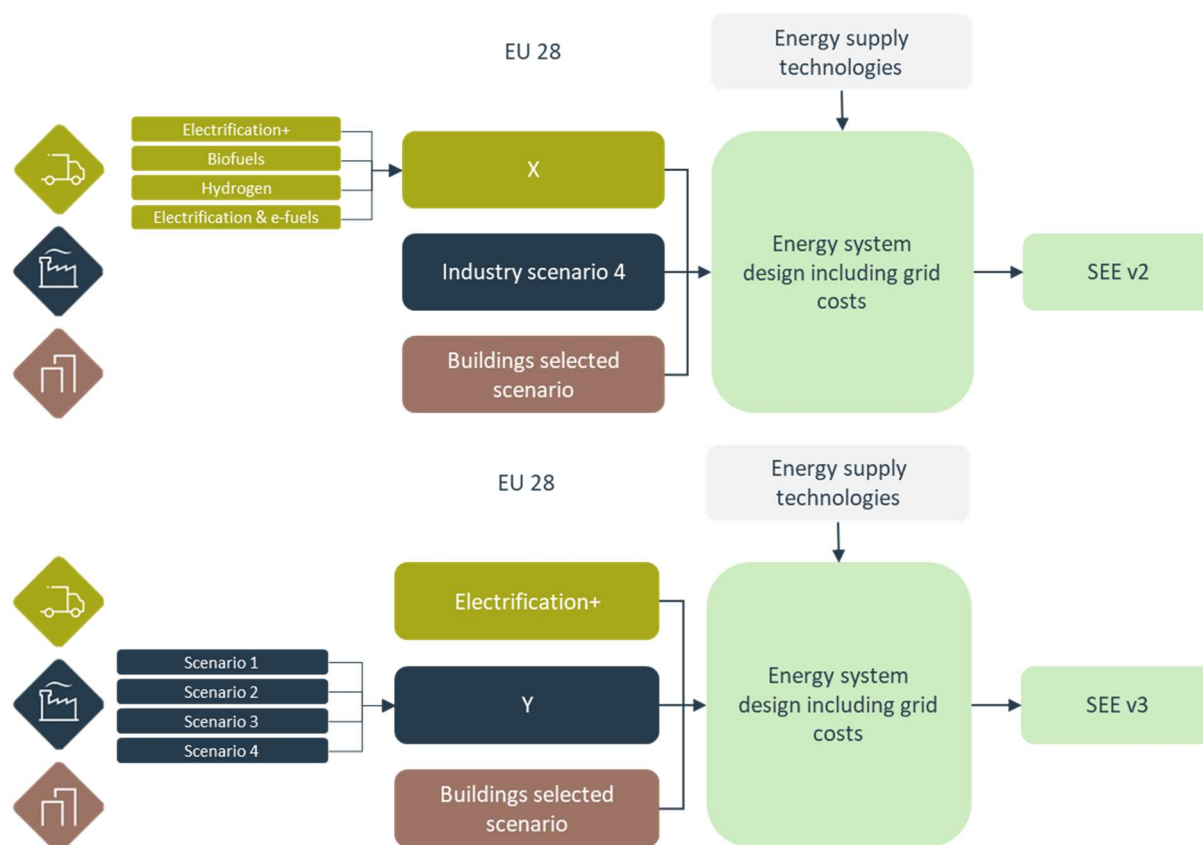 EU 28
Energy supply
technologies
Electrification+
Biofuels
Hydrogen
Electrification & e-fuels
X
Industry scenario 4
Buildings selected
scenario
Energy system
design including grid
costs
SEE v2
EU 28
Energy supply
technologies
Electrification+
Scenario 1
Scenario 2
Scenario 3
Scenario 4
Y
Buildings selected
scenario
Energy system
design including grid
costs
SEE v3